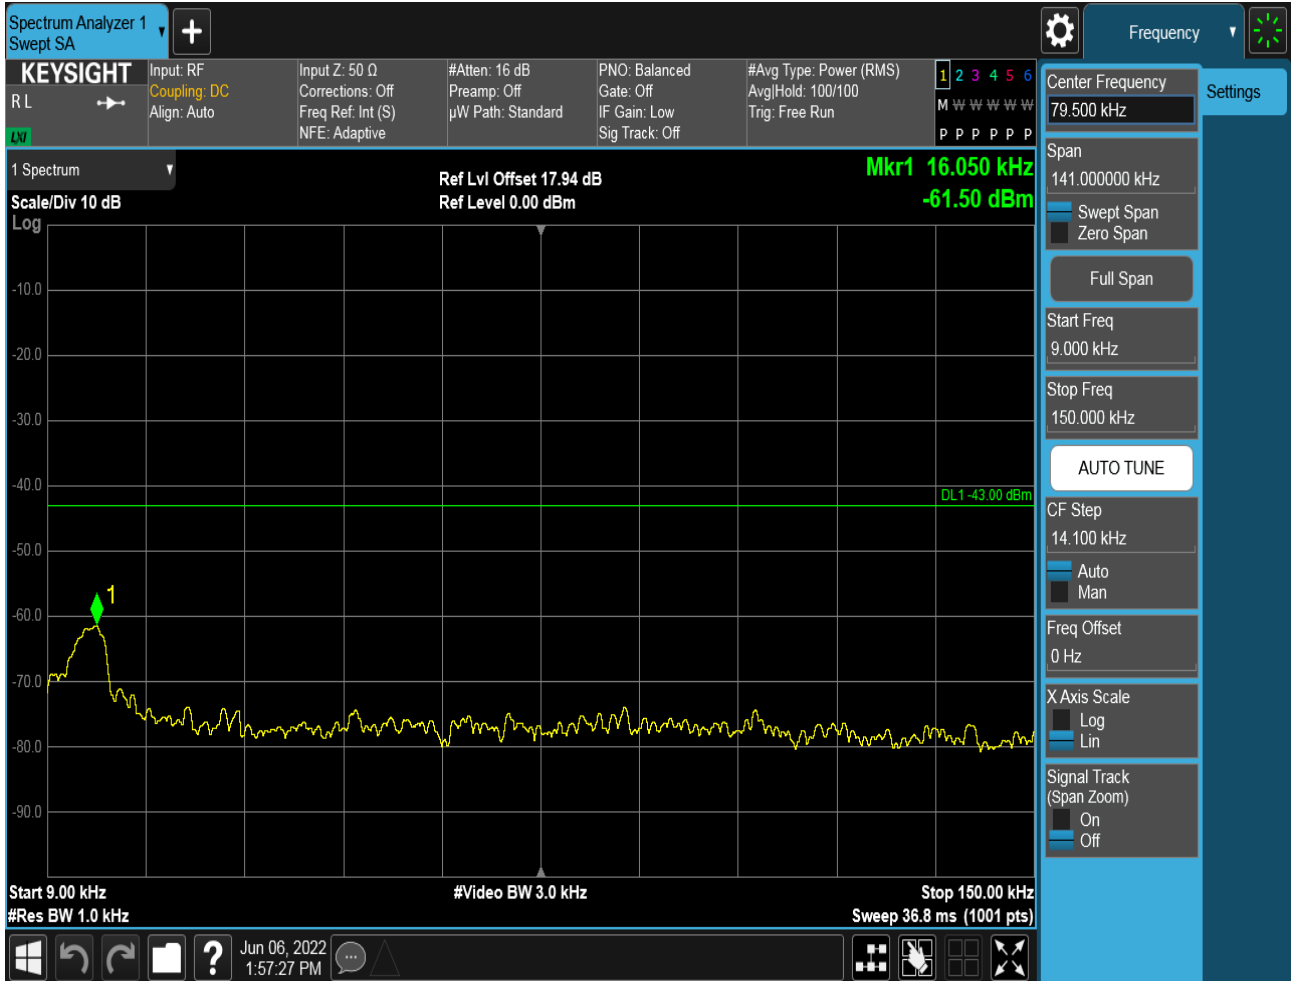 Spectrum Analyzer 1
Swept SA
Frequency
KEYSIGHT
R L
LXI
Input: RF
Coupling: DC
Align: Auto
Input Z: 50 Ω
Corrections: Off
Freq Ref: Int (S)
NFE: Adaptive
#Atten: 16 dB
Preamp: Off
µW Path: Standard
PNO: Balanced
Gate: Off
IF Gain: Low
Sig Track: Off
#Avg Type: Power (RMS)
Avg|Hold: 100/100
Trig: Free Run
1 2 3 4 5 6
M W W W W W
P P P P P P
Center Frequency
79.500 kHz
Settings
Span
141.000000 kHz
Swept Span
Zero Span
Full Span
Start Freq
9.000 kHz
Stop Freq
150.000 kHz
AUTO TUNE
CF Step
14.100 kHz
Auto
Man
Freq Offset
0 Hz
X Axis Scale
Log
Lin
Signal Track
(Span Zoom)
On
Off
1 Spectrum
Scale/Div 10 dB
Log
Ref Lvl Offset 17.94 dB
Ref Level 0.00 dBm
Mkr1 16.050 kHz
-61.50 dBm
-10.0
-20.0
-30.0
-40.0
DL1 -43.00 dBm
-50.0
1
-60.0
-70.0
-80.0
-90.0
Start 9.00 kHz
#Video BW 3.0 kHz
Stop 150.00 kHz
#Res BW 1.0 kHz
Sweep 36.8 ms (1001 pts)
?
Jun 06, 2022
1:57:27 PM